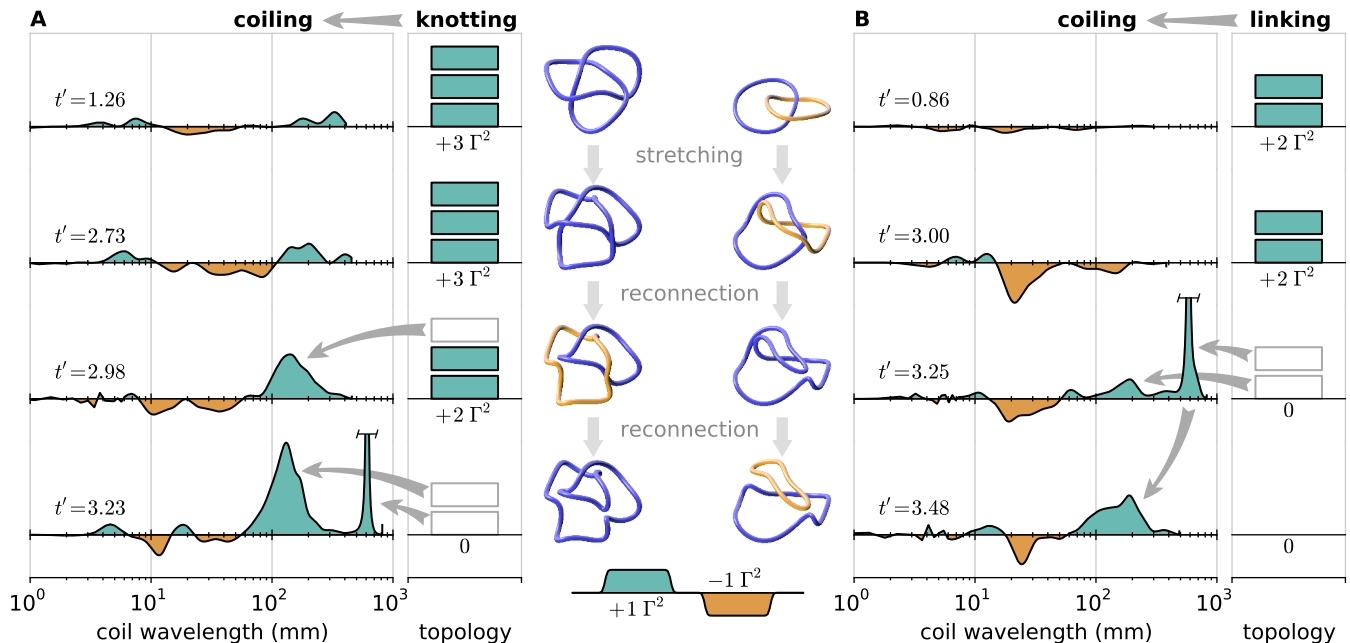 A
coiling
knotting
t′=1.26
+3 Γ²
t′=2.73
+3 Γ²
t′=2.98
+2 Γ²
t′=3.23
0
10⁰
10¹
10²
10³
coil wavelength (mm)
topology
stretching
reconnection
reconnection
+1 Γ²
−1 Γ²
B
coiling
linking
t′=0.86
+2 Γ²
t′=3.00
+2 Γ²
t′=3.25
0
t′=3.48
0
10⁰
10¹
10²
10³
coil wavelength (mm)
topology